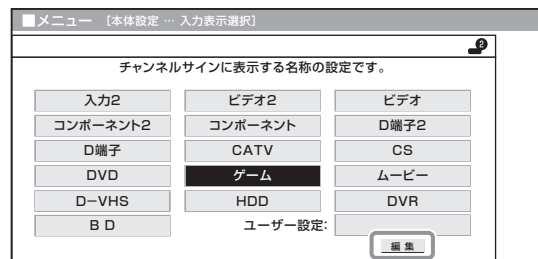 ■メニュー [本体設定 … 入力表示選択]
2
チャンネルサインに表示する名称の設定です。
入力2 ビデオ2 ビデオ
コンポーネント2 コンポーネント D端子2
D端子 CATV CS
DVD ゲーム ムービー
D−VHS HDD DVR
BD ユーザー設定:
編集